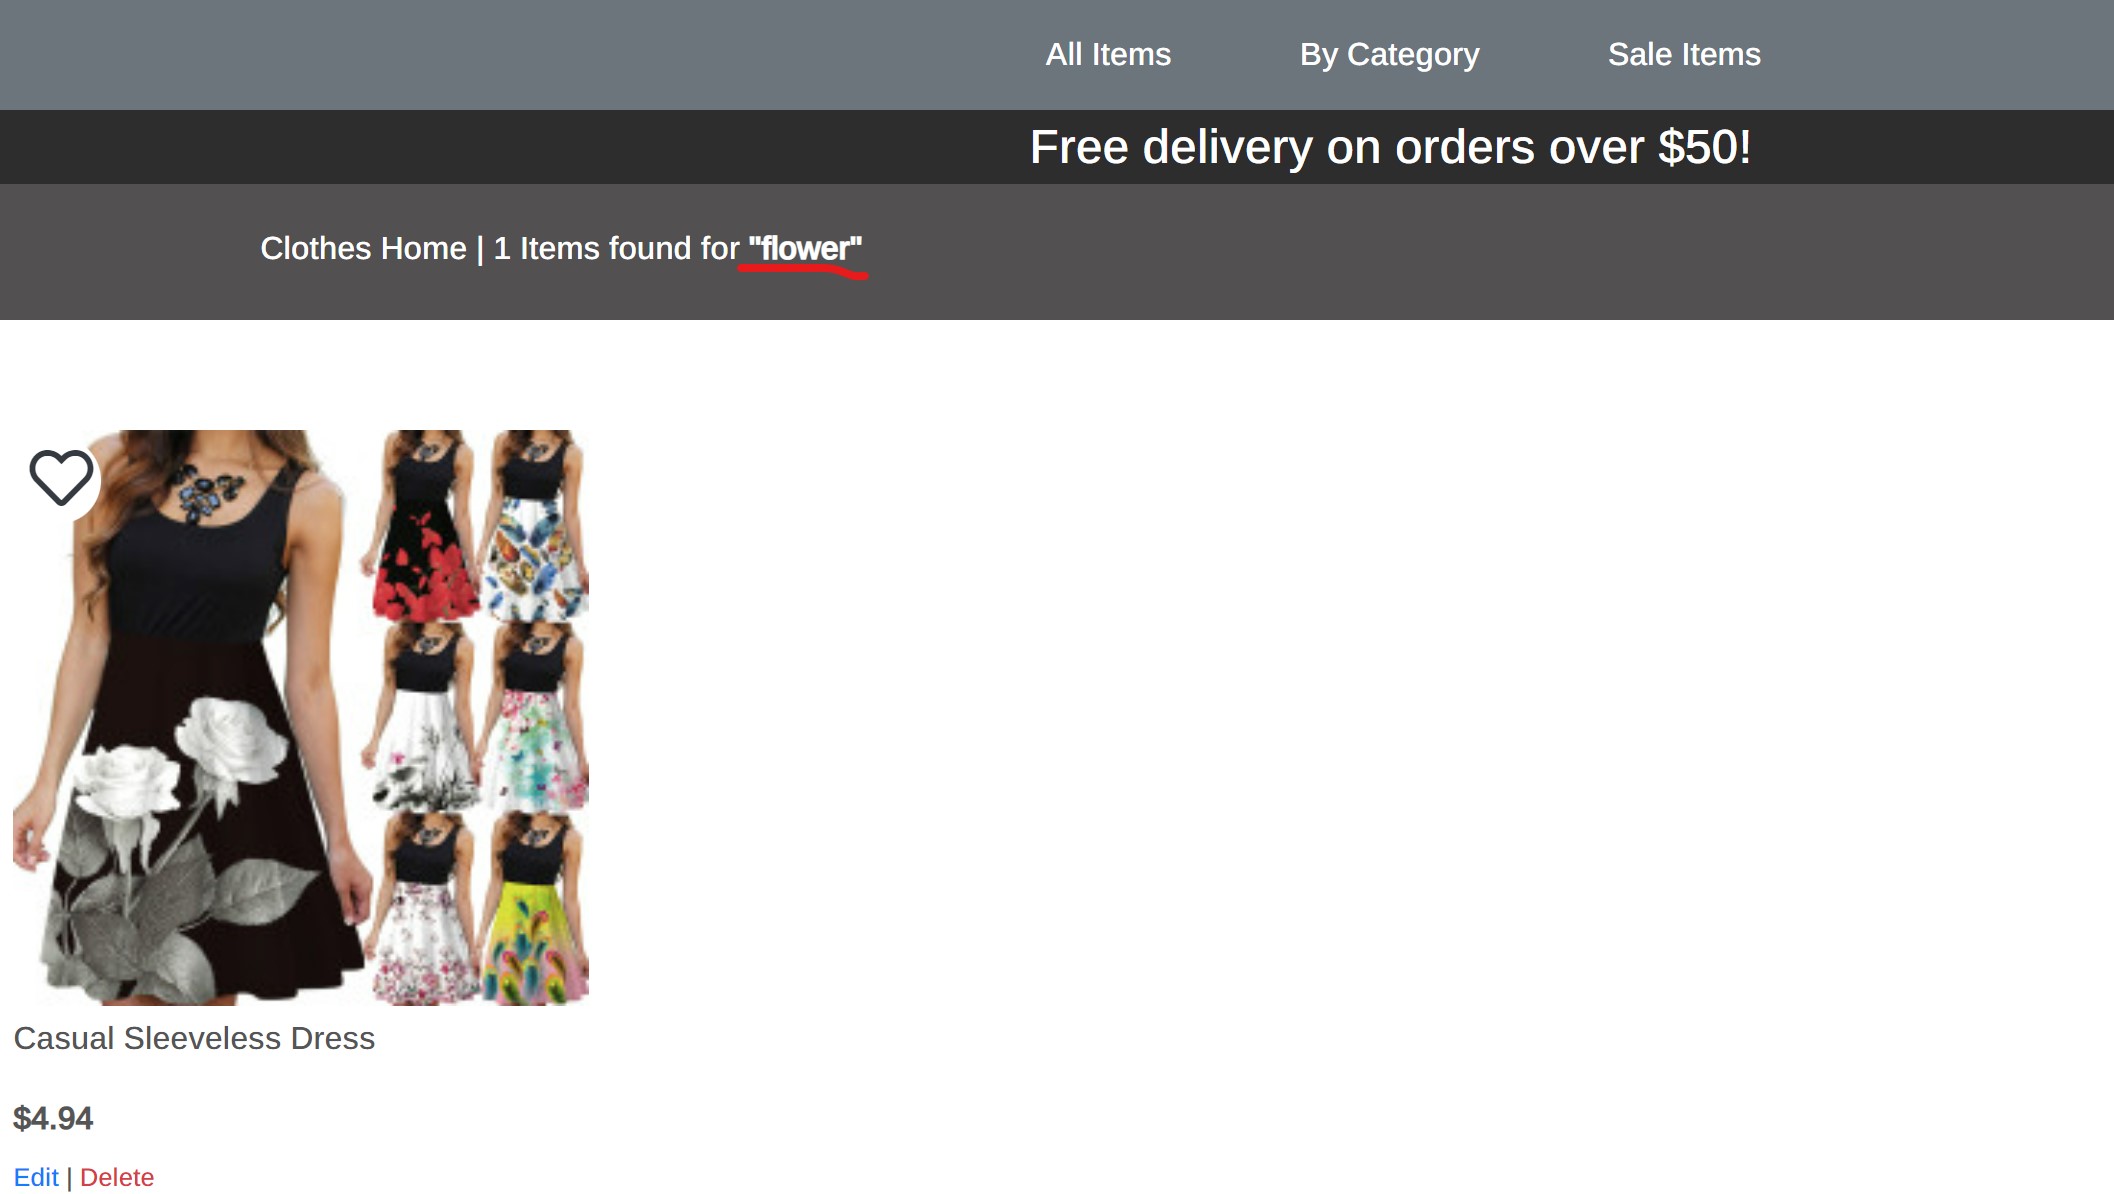 All Items By Category Sale Items
Free delivery on orders over $50!
Clothes Home | 1 Items found for "flower"
Casual Sleeveless Dress
$4.94
Edit | Delete